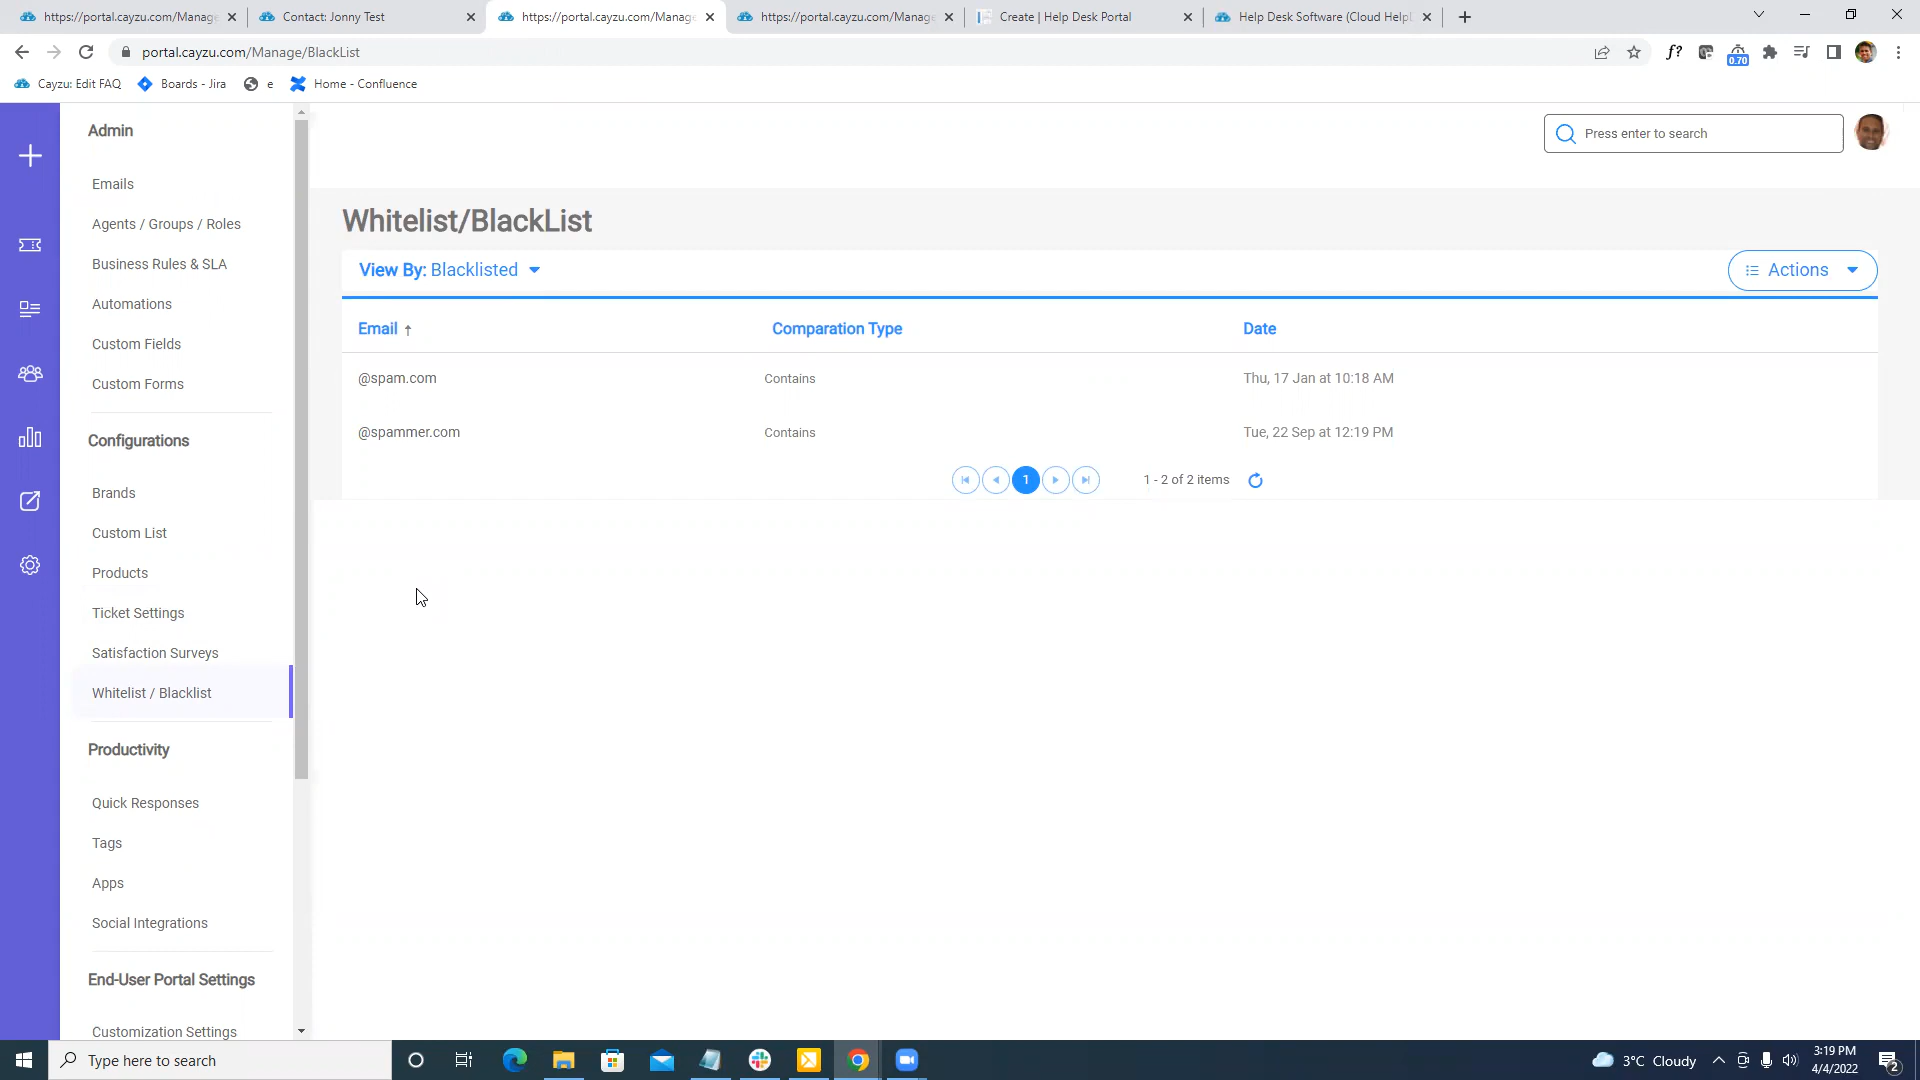 https://portal.cayzu.com/Manage
Contact: Jonny Test
https://portal.cayzu.com/Manage
https://portal.cayzu.com/Manage
Create | Help Desk Portal
Help Desk Software (Cloud HelpD
portal.cayzu.com/Manage/BlackList
f?
0.70
Cayzu: Edit FAQ
Boards - Jira
e
Home - Confluence
Admin
Emails
Agents / Groups / Roles
Business Rules & SLA
Automations
Custom Fields
Custom Forms
Configurations
Brands
Custom List
Products
Ticket Settings
Satisfaction Surveys
Whitelist / Blacklist
Productivity
Quick Responses
Tags
Apps
Social Integrations
End-User Portal Settings
Customization Settings
Press enter to search
Whitelist/BlackList
View By: Blacklisted
Actions
Email ↑ Comparation Type Date
@spam.com Contains Thu, 17 Jan at 10:18 AM
@spammer.com Contains Tue, 22 Sep at 12:19 PM
1
1 - 2 of 2 items
Type here to search
3°C Cloudy
3:19 PM
4/4/2022
2